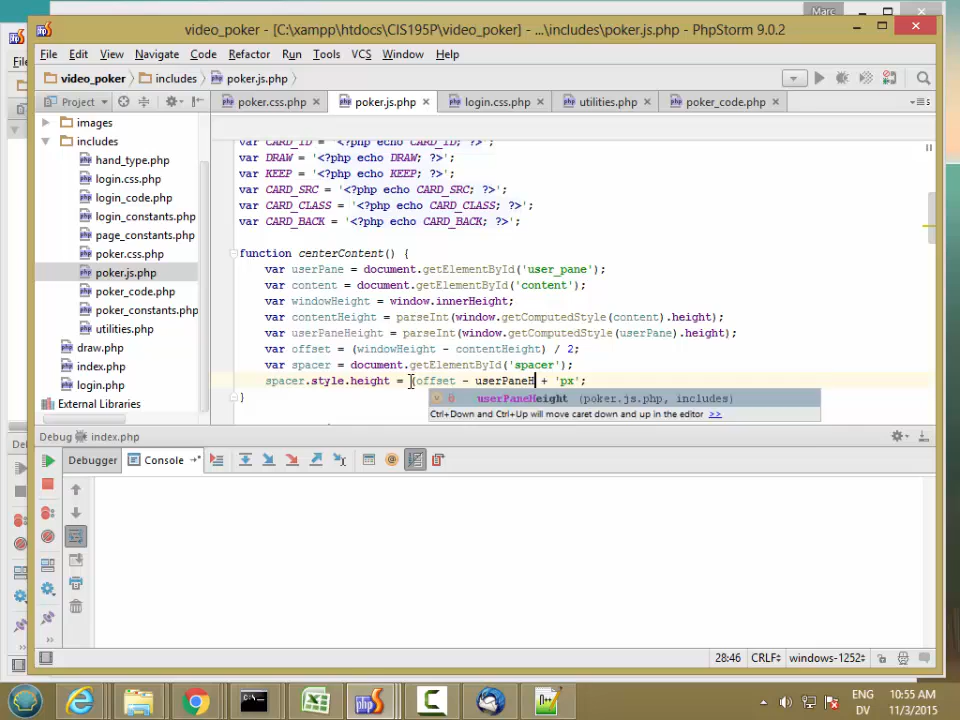 Marc
video_poker - [C:\xampp\htdocs\CIS195P\video_poker] - ...\includes\poker.js.php - PhpStorm 9.0.2
File Edit View Navigate Code Refactor Run Tools VCS Window Help
video_poker includes poker.js.php
Project poker.css.php poker.js.php login.css.php utilities.php poker_code.php
images
includes
hand_type.php
login.css.php
login_code.php
login_constants.php
page_constants.php
poker.css.php
poker.js.php
poker_code.php
poker_constants.php
utilities.php
draw.php
index.php
login.php
External Libraries
var CARD_ID = '<?php echo CARD_ID; ?>';
var DRAW = '<?php echo DRAW; ?>';
var KEEP = '<?php echo KEEP; ?>';
var CARD_SRC = '<?php echo CARD_SRC; ?>';
var CARD_CLASS = '<?php echo CARD_CLASS; ?>';
var CARD_BACK = '<?php echo CARD_BACK; ?>';
function centerContent() {
var userPane = document.getElementById('user_pane');
var content = document.getElementById('content');
var windowHeight = window.innerHeight;
var contentHeight = parseInt(window.getComputedStyle(content).height);
var userPaneHeight = parseInt(window.getComputedStyle(userPane).height);
var offset = (windowHeight - contentHeight) / 2;
var spacer = document.getElementById('spacer');
spacer.style.height = (offset - userPaneH + 'px';
}
userPaneHeight (poker.js.php, includes)
Ctrl+Down and Ctrl+Up will move caret down and up in the editor >>
Debug index.php
Debugger Console
28:46 CRLF windows-1252
ENG
DV
10:55 AM
11/3/2015